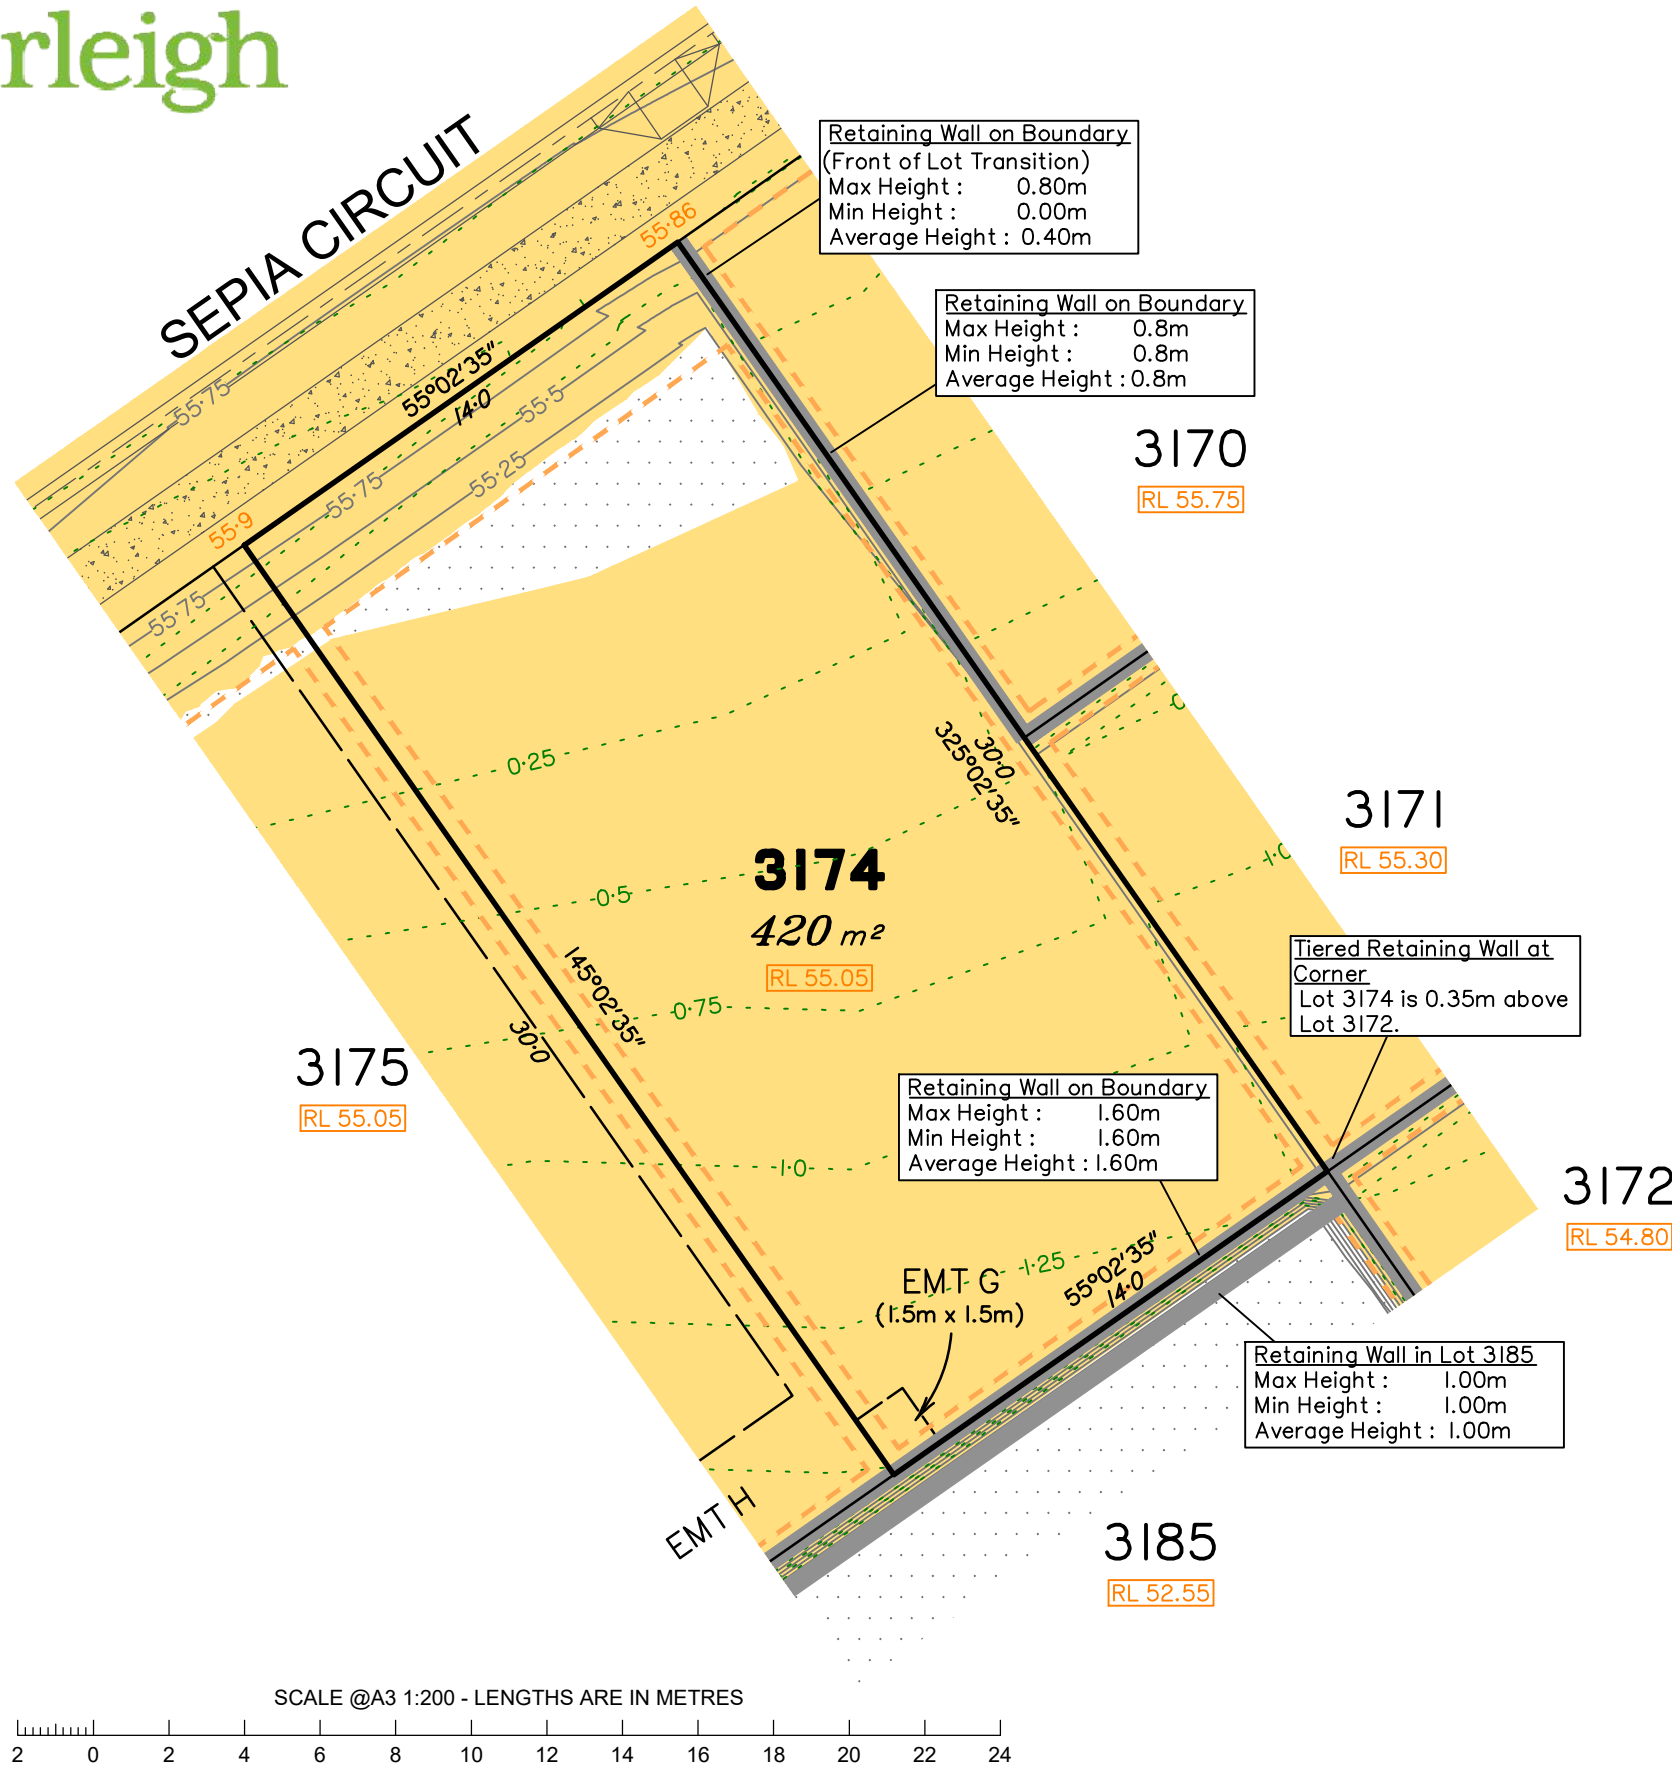 rleigh
SEPIA CIRCUIT
Retaining Wall on Boundary
(Front of Lot Transition)
Max Height : 0.80m
Min Height : 0.00m
Average Height : 0.40m
55·86
Retaining Wall on Boundary
Max Height : 0.8m
Min Height : 0.8m
Average Height : 0.8m
55·75
55°02'35"
14·0
55·5
55·25
55·75
55·9
55·75
3170
RL 55.75
0·25
30·0
325°02'35"
3171
RL 55.30
-1·0
3174
420 m²
RL 55.05
-0·5
-0·75
Tiered Retaining Wall at
Corner
Lot 3174 is 0.35m above
Lot 3172.
145°02'35"
30·0
3175
RL 55.05
Retaining Wall on Boundary
Max Height : 1.60m
Min Height : 1.60m
Average Height : 1.60m
-1·0
3172
RL 54.80
-1·25
55°02'35"
14·0
EMT G
(1.5m x 1.5m)
Retaining Wall in Lot 3185
Max Height : 1.00m
Min Height : 1.00m
Average Height : 1.00m
EMT H
3185
RL 52.55
SCALE @A3 1:200 - LENGTHS ARE IN METRES
2 0 2 4 6 8 10 12 14 16 18 20 22 24